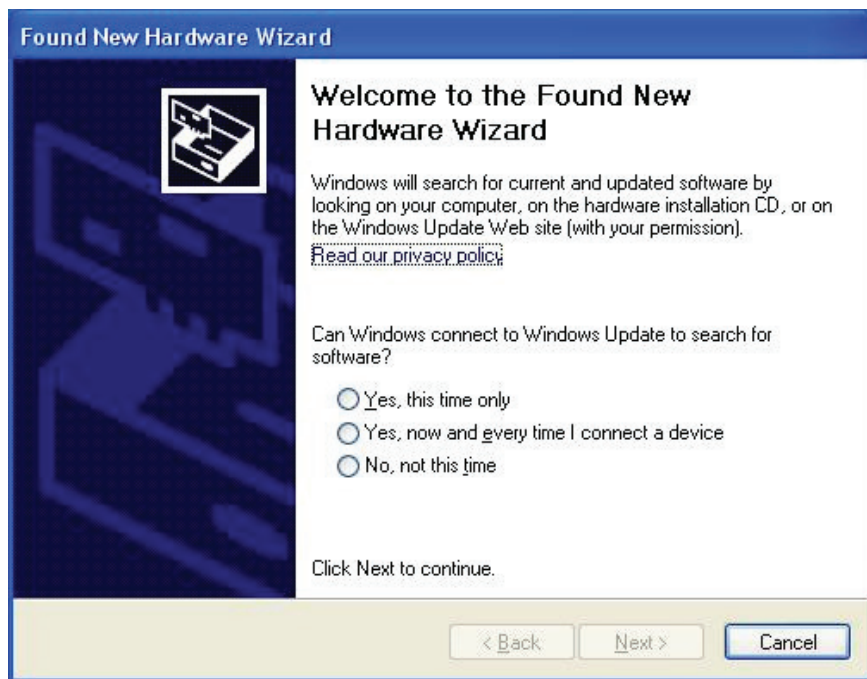 Found New Hardware Wizard
Welcome to the Found New
Hardware Wizard
Windows will search for current and updated software by
looking on your computer, on the hardware installation CD, or on
the Windows Update Web site (with your permission).
Read our privacy policy
Can Windows connect to Windows Update to search for
software?
Yes, this time only
Yes, now and every time I connect a device
No, not this time
Click Next to continue.
< Back
Next >
Cancel